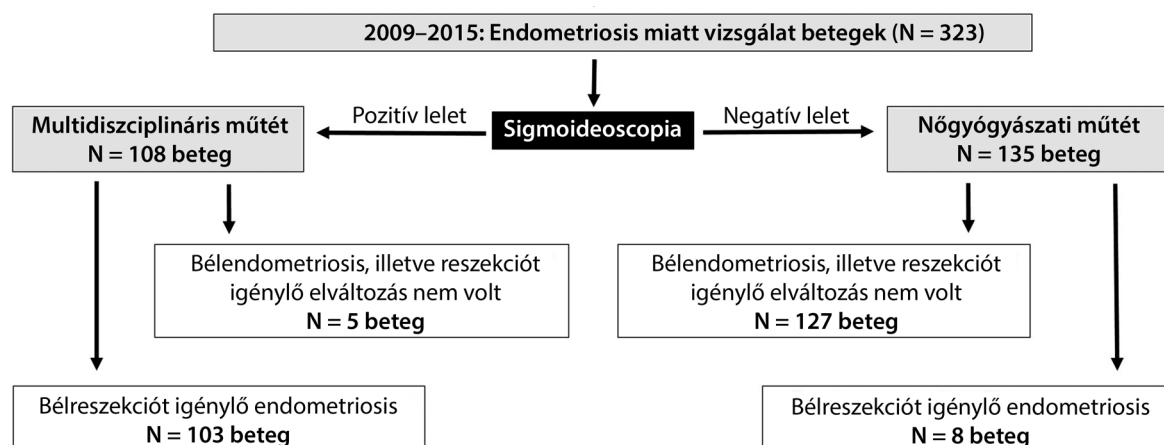 2009–2015: Endometriosis miatt vizsgálat betegek (N = 323)
Multidiszciplináris műtét
N = 108 beteg
Pozitív lelet
Sigmoideoscopia
Negatív lelet
Nőgyógyászati műtét
N = 135 beteg
Bélendometriosis, illetve reszekciót
igénylő elváltozás nem volt
N = 5 beteg
Bélendometriosis, illetve reszekciót
igénylő elváltozás nem volt
N = 127 beteg
Bélreszekciót igénylő endometriosis
N = 103 beteg
Bélreszekciót igénylő endometriosis
N = 8 beteg